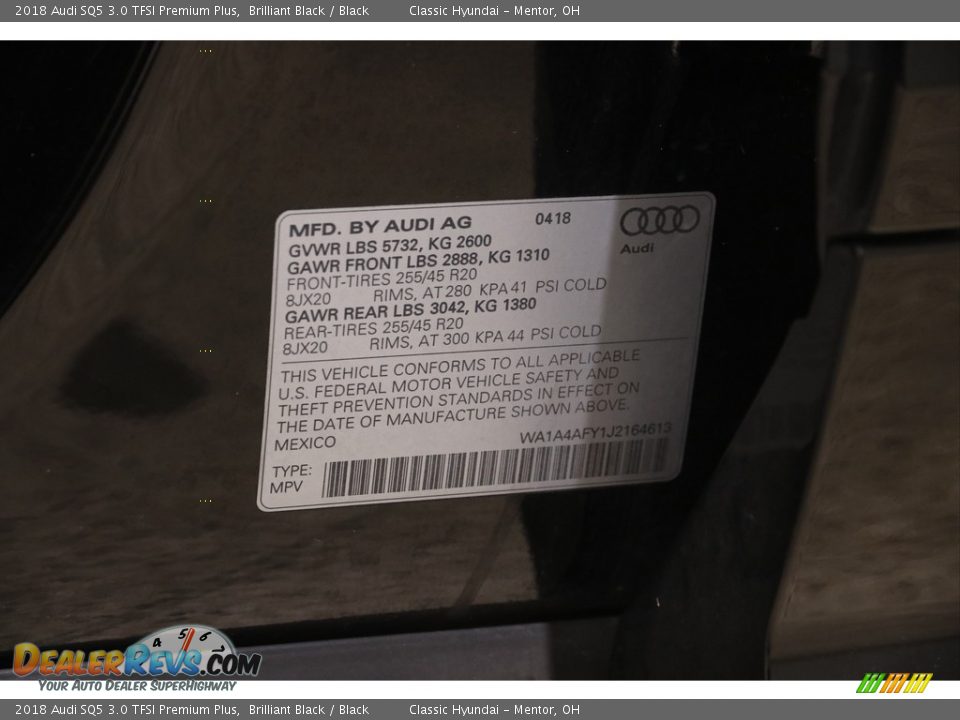 2018 Audi SQ5 3.0 TFSI Premium Plus, Brilliant Black / Black Classic Hyundai - Mentor, OH
MFD. BY AUDI AG 0418
Audi
GVWR LBS 5732, KG 2600
GAWR FRONT LBS 2888, KG 1310
FRONT-TIRES 255/45 R20
8JX20 RIMS, AT 280 KPA 41 PSI COLD
GAWR REAR LBS 3042, KG 1380
REAR-TIRES 255/45 R20
8JX20 RIMS, AT 300 KPA 44 PSI COLD
THIS VEHICLE CONFORMS TO ALL APPLICABLE
U.S. FEDERAL MOTOR VEHICLE SAFETY AND
THEFT PREVENTION STANDARDS IN EFFECT ON
THE DATE OF MANUFACTURE SHOWN ABOVE.
MEXICO WA1A4AFY1J2164613
TYPE:
MPV
4 5 6
DEALERREVS.COM
YOUR AUTO DEALER SUPERHIGHWAY
2018 Audi SQ5 3.0 TFSI Premium Plus, Brilliant Black / Black Classic Hyundai - Mentor, OH